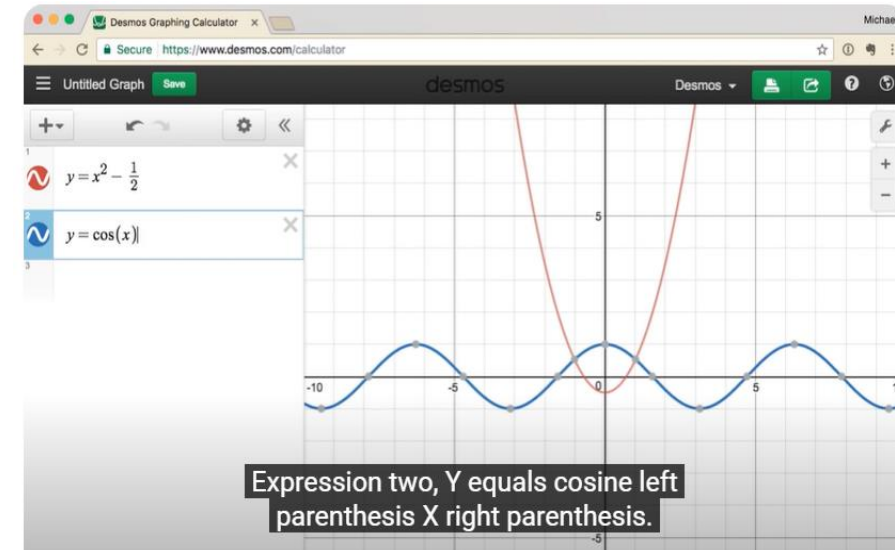 Desmos Graphing Calculator ×
Michae
Secure https://www.desmos.com/calculator
Untitled Graph Save desmos Desmos
1
y = x² − 1/2
2
y = cos(x)
3
5
-10 -5 0 5
-5
Expression two, Y equals cosine left
parenthesis X right parenthesis.